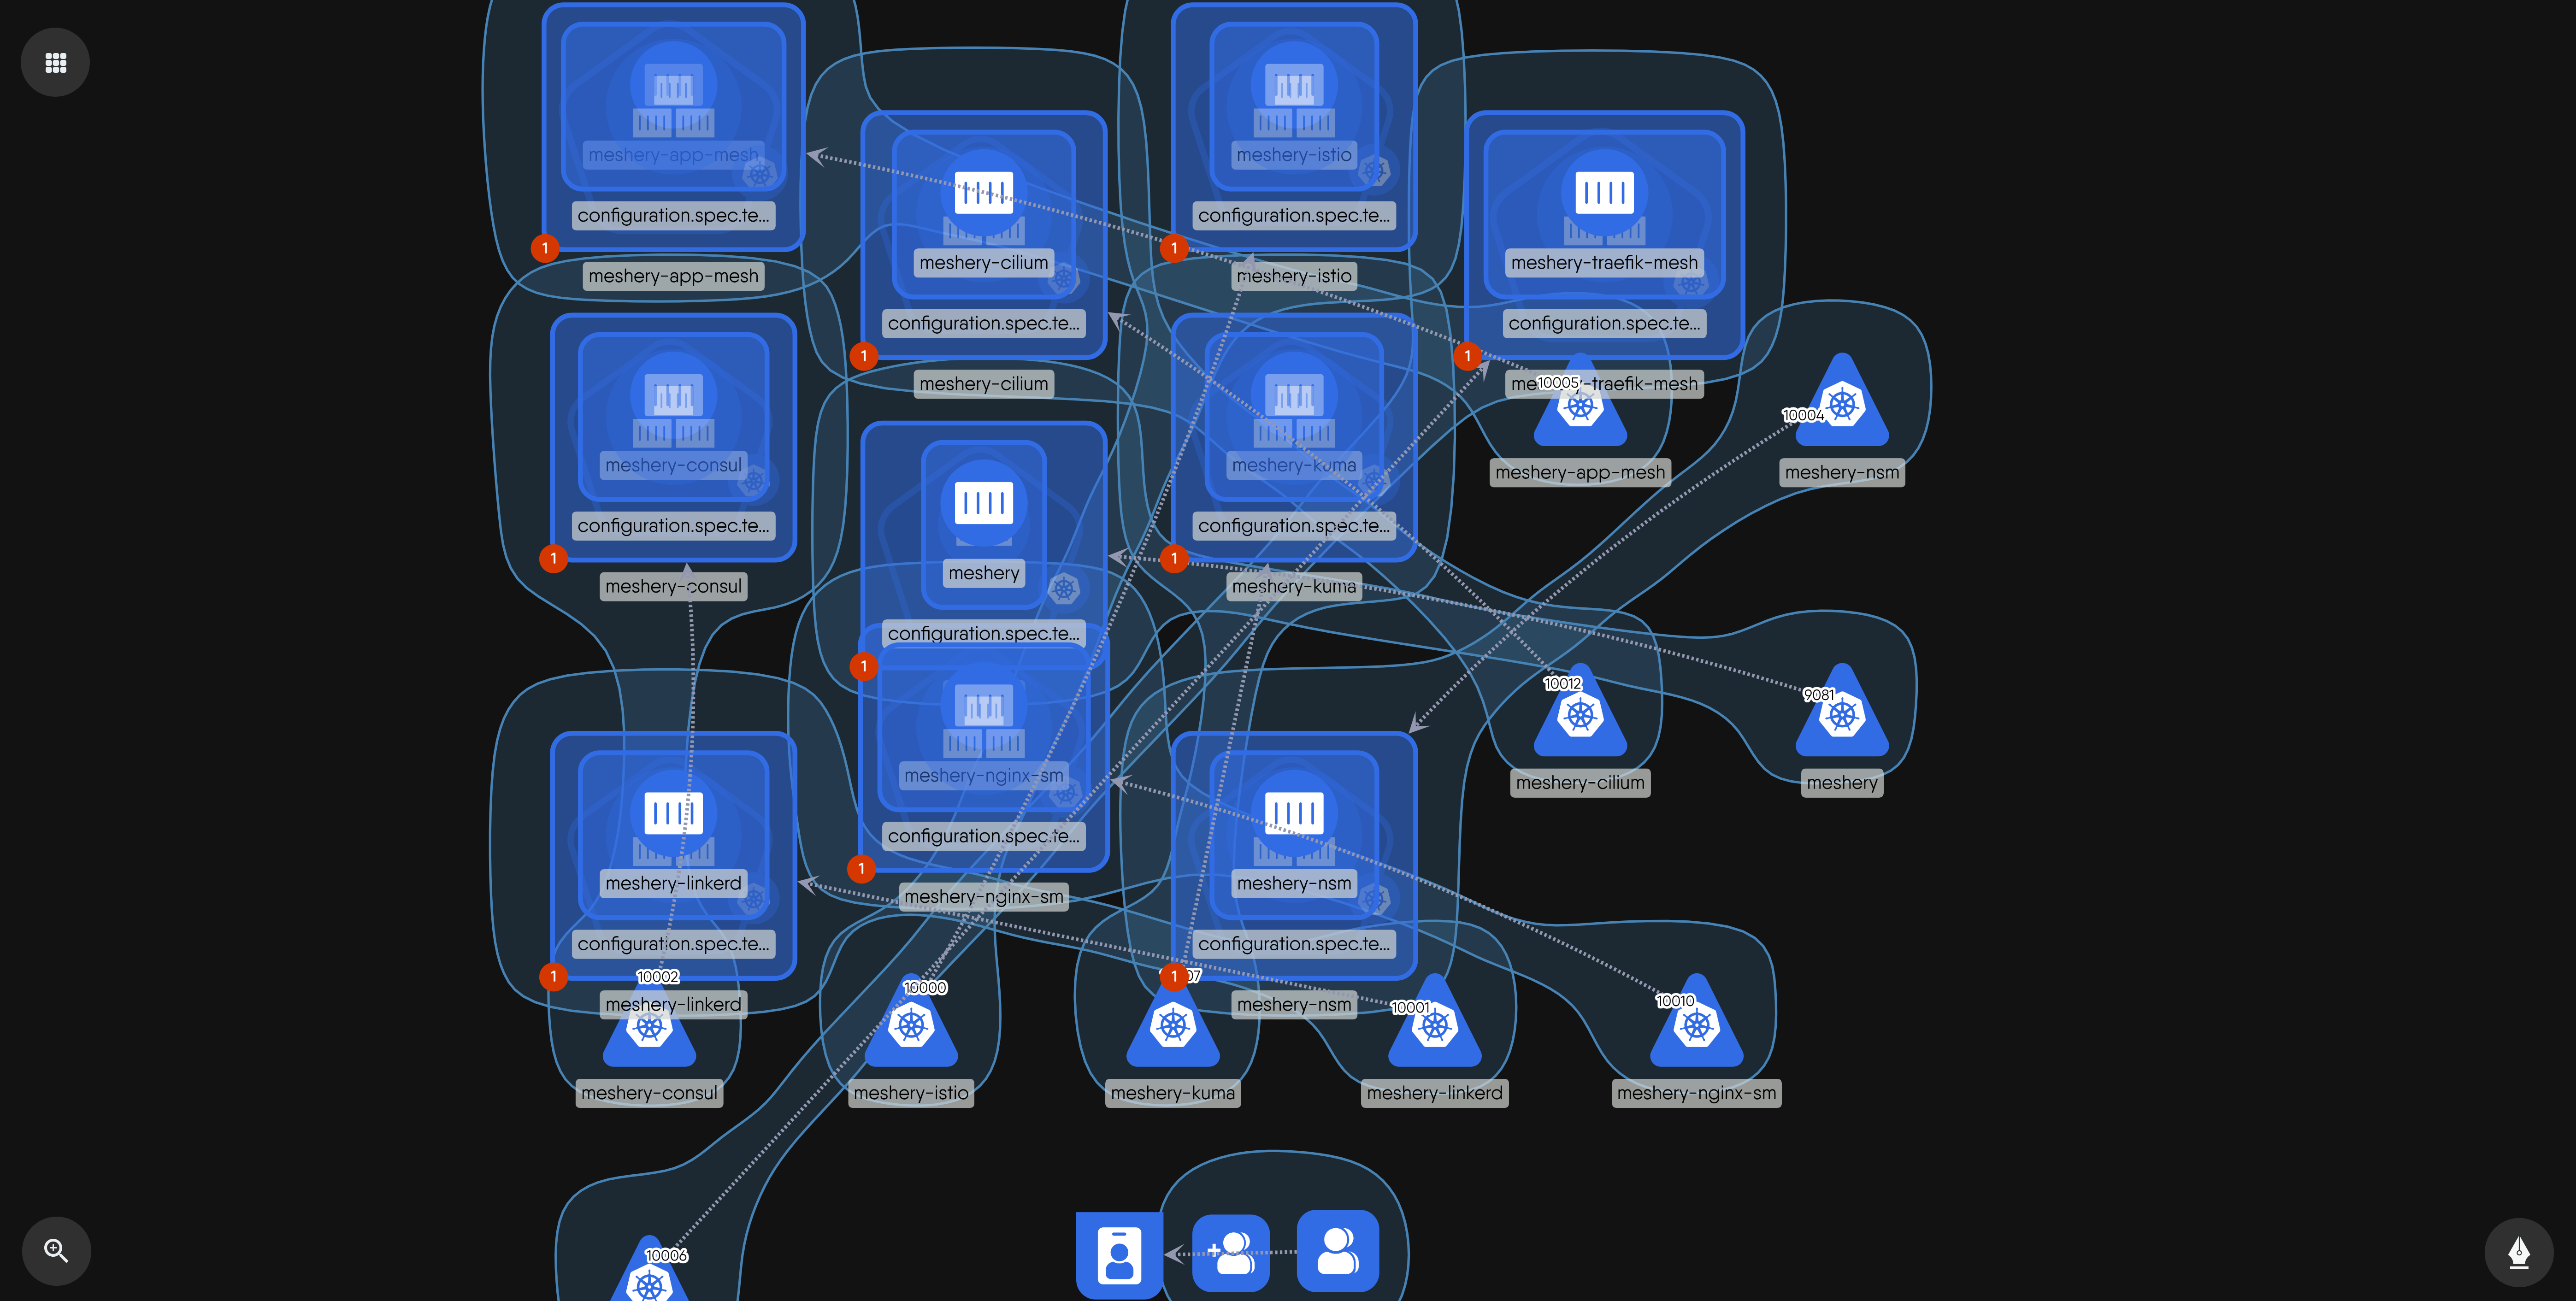 meshery-app-mesh
configuration.spec.te...
1
meshery-app-mesh
meshery-istio
configuration.spec.te...
1
meshery-istio
meshery-cilium
configuration.spec.te...
1
meshery-cilium
meshery-traefik-mesh
configuration.spec.te...
1
-traefik-mesh
10005
meshery-app-mesh
10004
meshery-nsm
meshery-consul
configuration.spec.te...
1
meshery-consul
meshery-kuma
configuration.spec.te...
1
meshery-kuma
meshery
configuration.spec.te...
1
meshery-nginx-sm
configuration.spec.te...
1
meshery-nginx-sm
10012
meshery-cilium
9081
meshery
meshery-linkerd
configuration.spec.te...
1
meshery-linkerd
meshery-nsm
configuration.spec.te...
1
meshery-nsm
10002
meshery-consul
10000
meshery-istio
07
meshery-kuma
10001
meshery-linkerd
10010
meshery-nginx-sm
10006